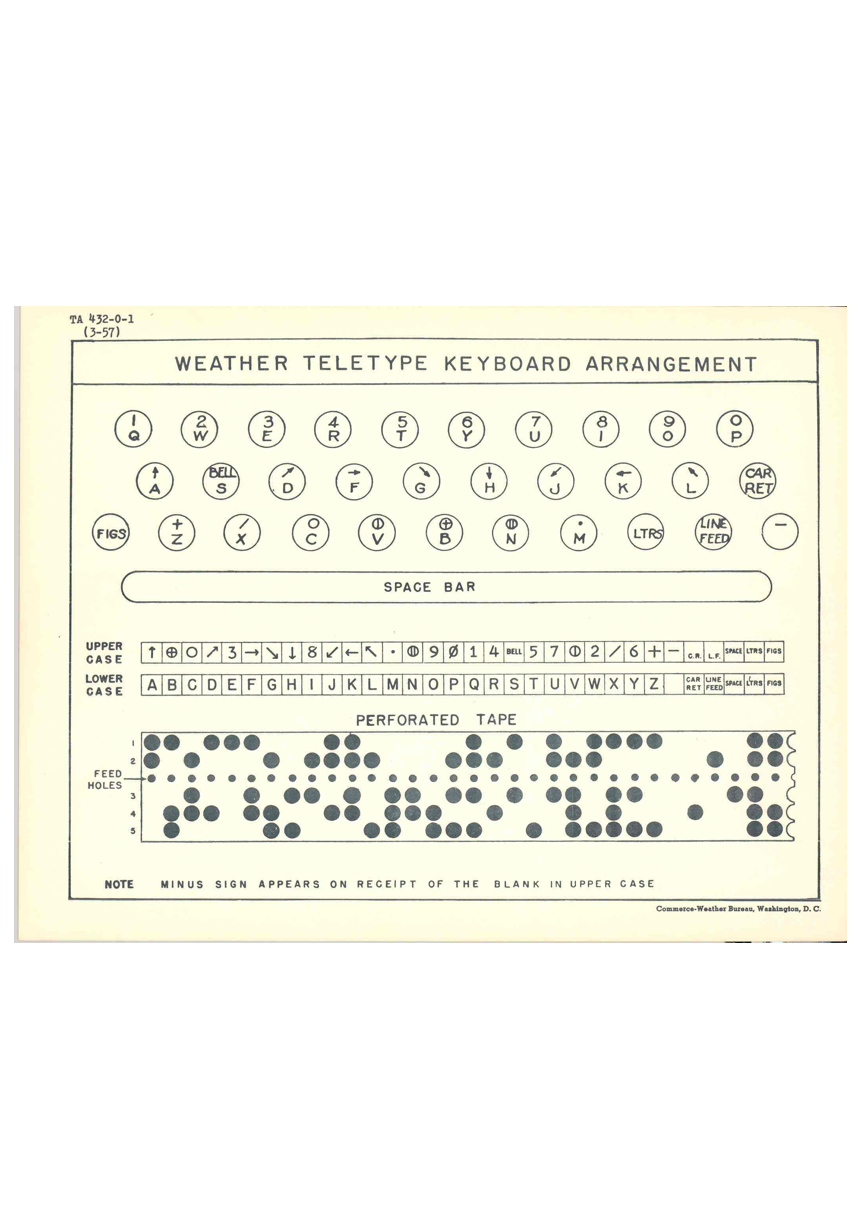 TA 432-0-1
(3-57)
WEATHER TELETYPE KEYBOARD ARRANGEMENT
1 2 3 4 5 6 7 8 9 0
Q W E R T Y U I O P
↑ BELL ↗ → ↘ ↓ ↙ ← ↖ CAR RET
A S D F G H J K L
FIGS + / ○ ⦶ ⊕ ◫ • LTRS LINE FEED –
Z X C V B N M
SPACE BAR
UPPER CASE ↑ ⊕ ○ ↗ 3 → ↘ ↓ 8 ↙ ← ↖ • ◫ 9 Ø 1 4 BELL 5 7 ⦶ 2 / 6 + – C.R. L.F. SPACE LTRS FIGS
LOWER CASE A B C D E F G H I J K L M N O P Q R S T U V W X Y Z CAR RET LINE FEED SPACE LTRS FIGS
PERFORATED TAPE
1
2
FEED HOLES
3
4
5
NOTE MINUS SIGN APPEARS ON RECEIPT OF THE BLANK IN UPPER CASE
Commerce-Weather Bureau, Washington, D. C.